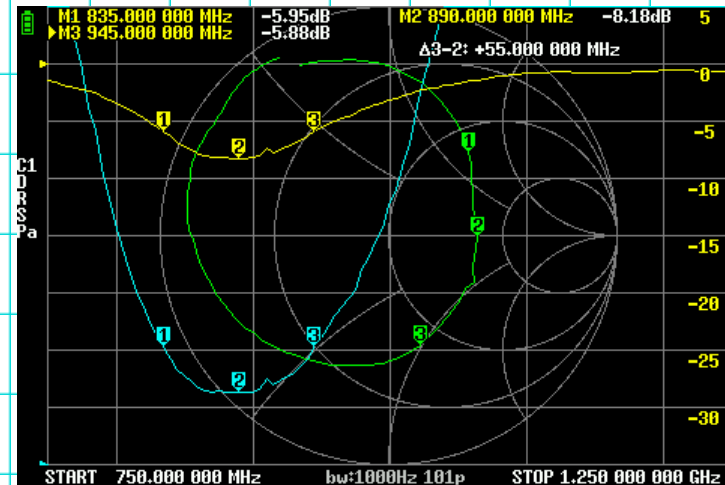 M1 835.000 000 MHz -5.95dB M2 890.000 000 MHz -8.18dB 5
M3 945.000 000 MHz -5.88dB
Δ3-2: +55.000 000 MHz
0
1 3 -5
2 1
C1
D
R -10
S
Pa 2
-15
-20
1 3 3
-25
2
-30
START 750.000 000 MHz bw:1000Hz 101p STOP 1.250 000 000 GHz